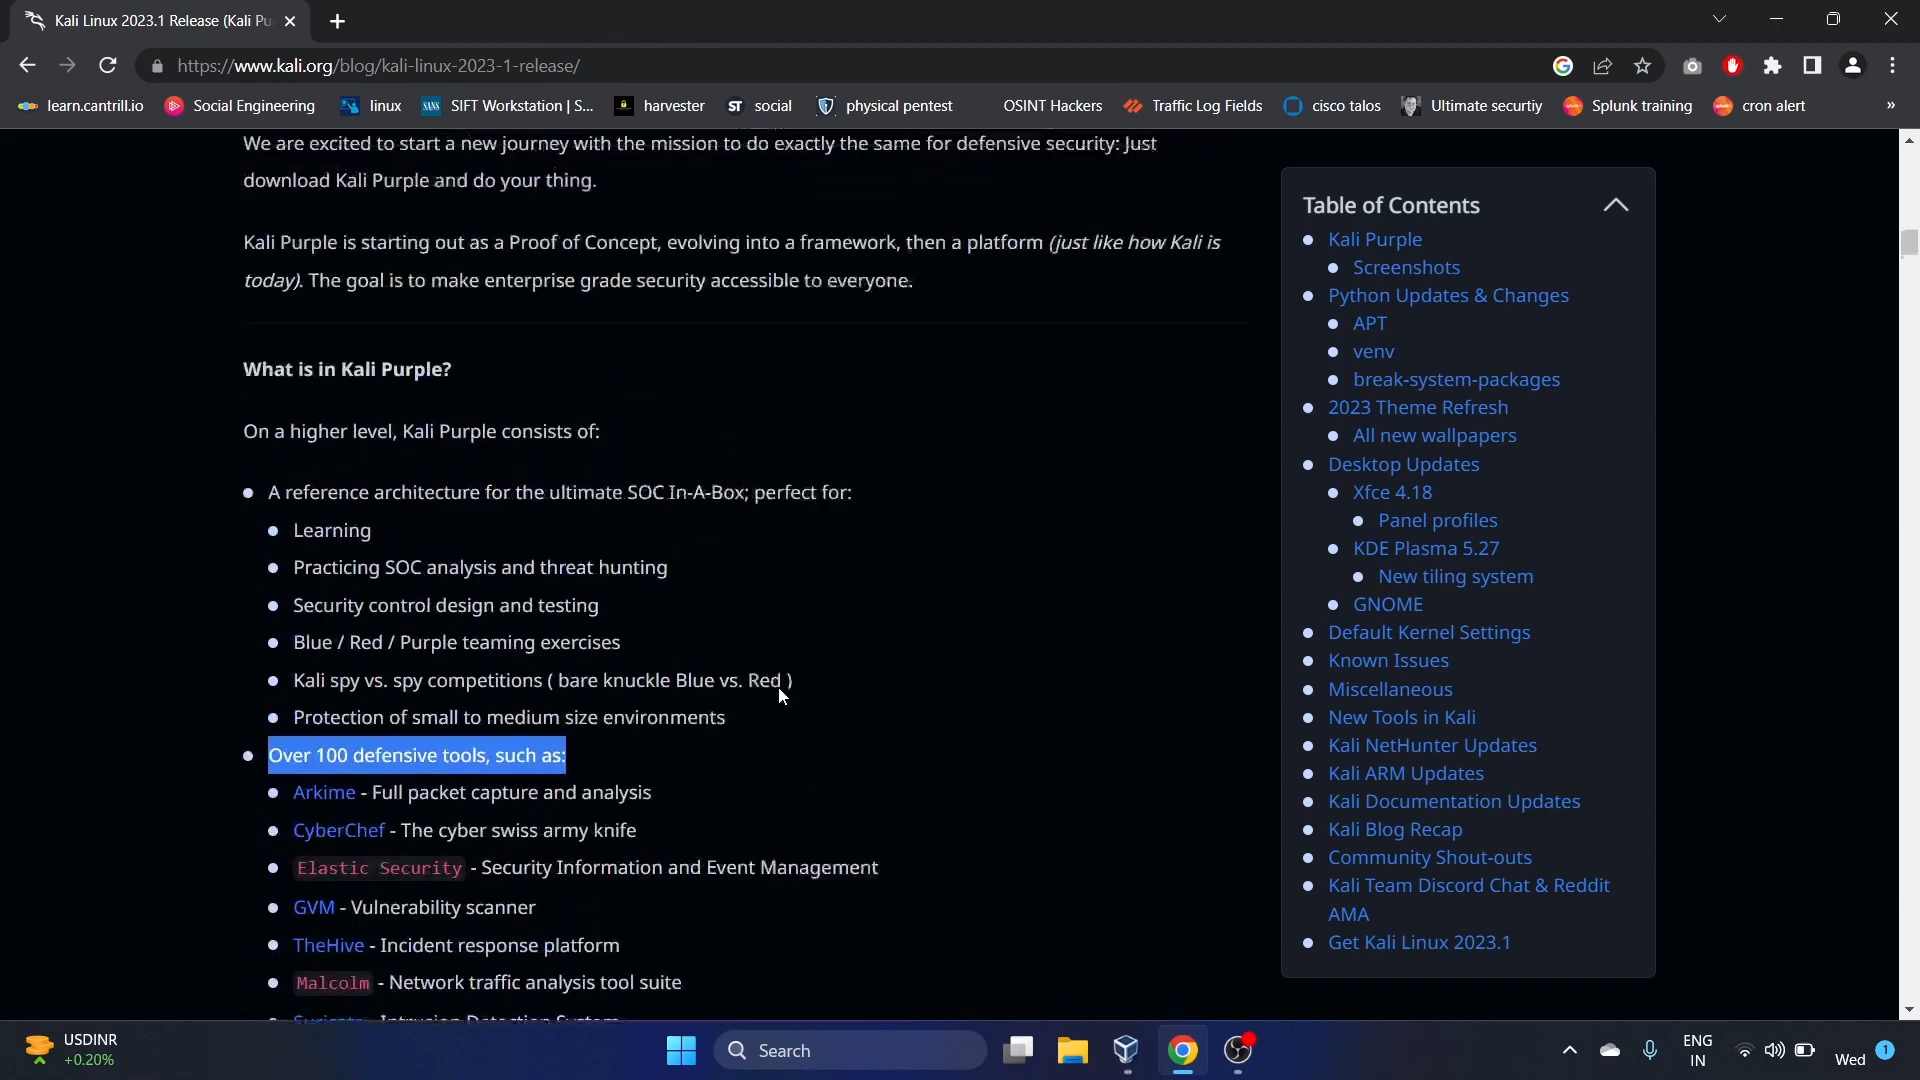 Kali Linux 2023.1 Release (Kali Pu
https://www.kali.org/blog/kali-linux-2023-1-release/
learn.cantrill.io Social Engineering linux SIFT Workstation | S... harvester social physical pentest OSINT Hackers Traffic Log Fields cisco talos Ultimate securtiy Splunk training cron alert »
We are excited to start a new journey with the mission to do exactly the same for defensive security: Just
download Kali Purple and do your thing.
Kali Purple is starting out as a Proof of Concept, evolving into a framework, then a platform (just like how Kali is
today). The goal is to make enterprise grade security accessible to everyone.
What is in Kali Purple?
On a higher level, Kali Purple consists of:
A reference architecture for the ultimate SOC In-A-Box; perfect for:
Learning
Practicing SOC analysis and threat hunting
Security control design and testing
Blue / Red / Purple teaming exercises
Kali spy vs. spy competitions ( bare knuckle Blue vs. Red )
Protection of small to medium size environments
Over 100 defensive tools, such as:
Arkime - Full packet capture and analysis
CyberChef - The cyber swiss army knife
Elastic Security - Security Information and Event Management
GVM - Vulnerability scanner
TheHive - Incident response platform
Malcolm - Network traffic analysis tool suite
Suricata - Intrusion Detection System
Table of Contents
Kali Purple
Screenshots
Python Updates & Changes
APT
venv
break-system-packages
2023 Theme Refresh
All new wallpapers
Desktop Updates
Xfce 4.18
Panel profiles
KDE Plasma 5.27
New tiling system
GNOME
Default Kernel Settings
Known Issues
Miscellaneous
New Tools in Kali
Kali NetHunter Updates
Kali ARM Updates
Kali Documentation Updates
Kali Blog Recap
Community Shout-outs
Kali Team Discord Chat & Reddit
AMA
Get Kali Linux 2023.1
USDINR
+0.20%
Search
ENG
IN
Wed 1